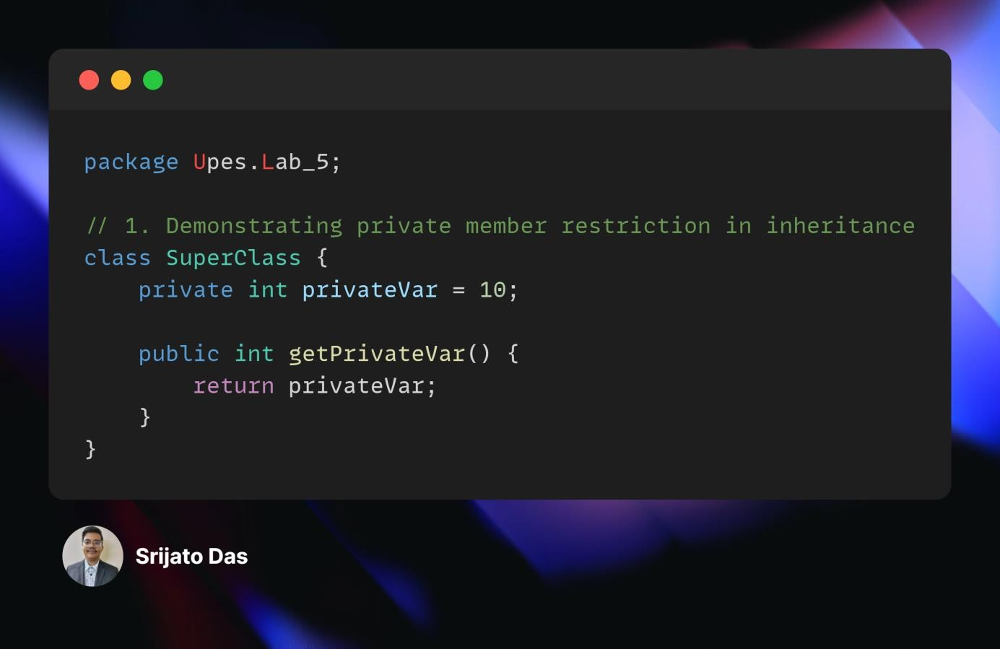 package Upes.Lab_5;
// 1. Demonstrating private member restriction in inheritance
class SuperClass {
    private int privateVar = 10;
    public int getPrivateVar() {
        return privateVar;
    }
}
Srijato Das